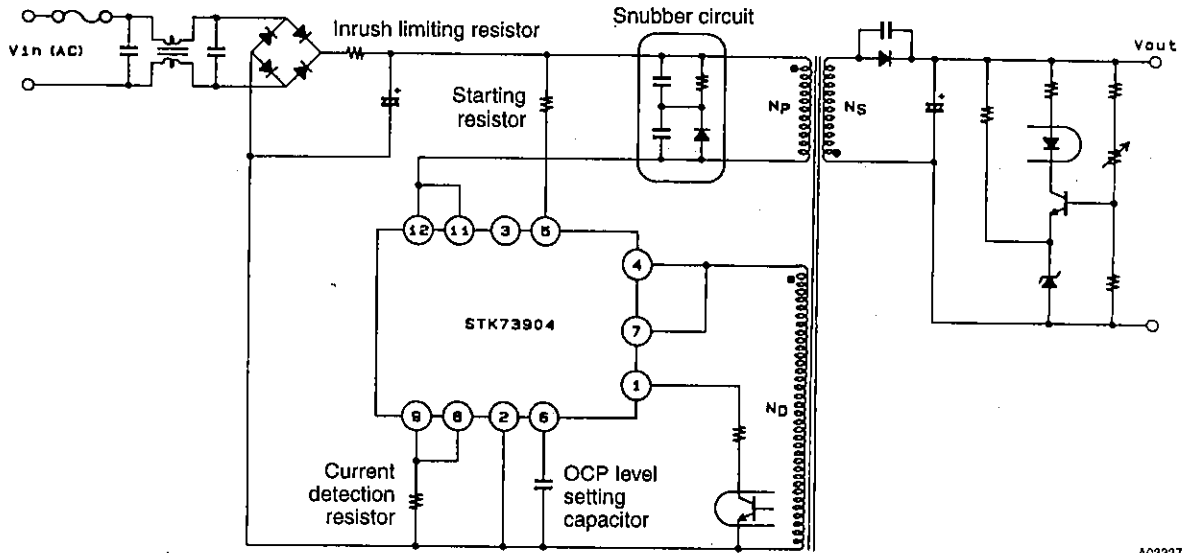 Snubber circuit
Inrush limiting resistor
Vin (AC)
Vout
Starting
resistor
NP
NS
12
11
3
5
4
STK73904
7
1
ND
9
8
2
6
Current
detection
resistor
OCP level
setting
capacitor